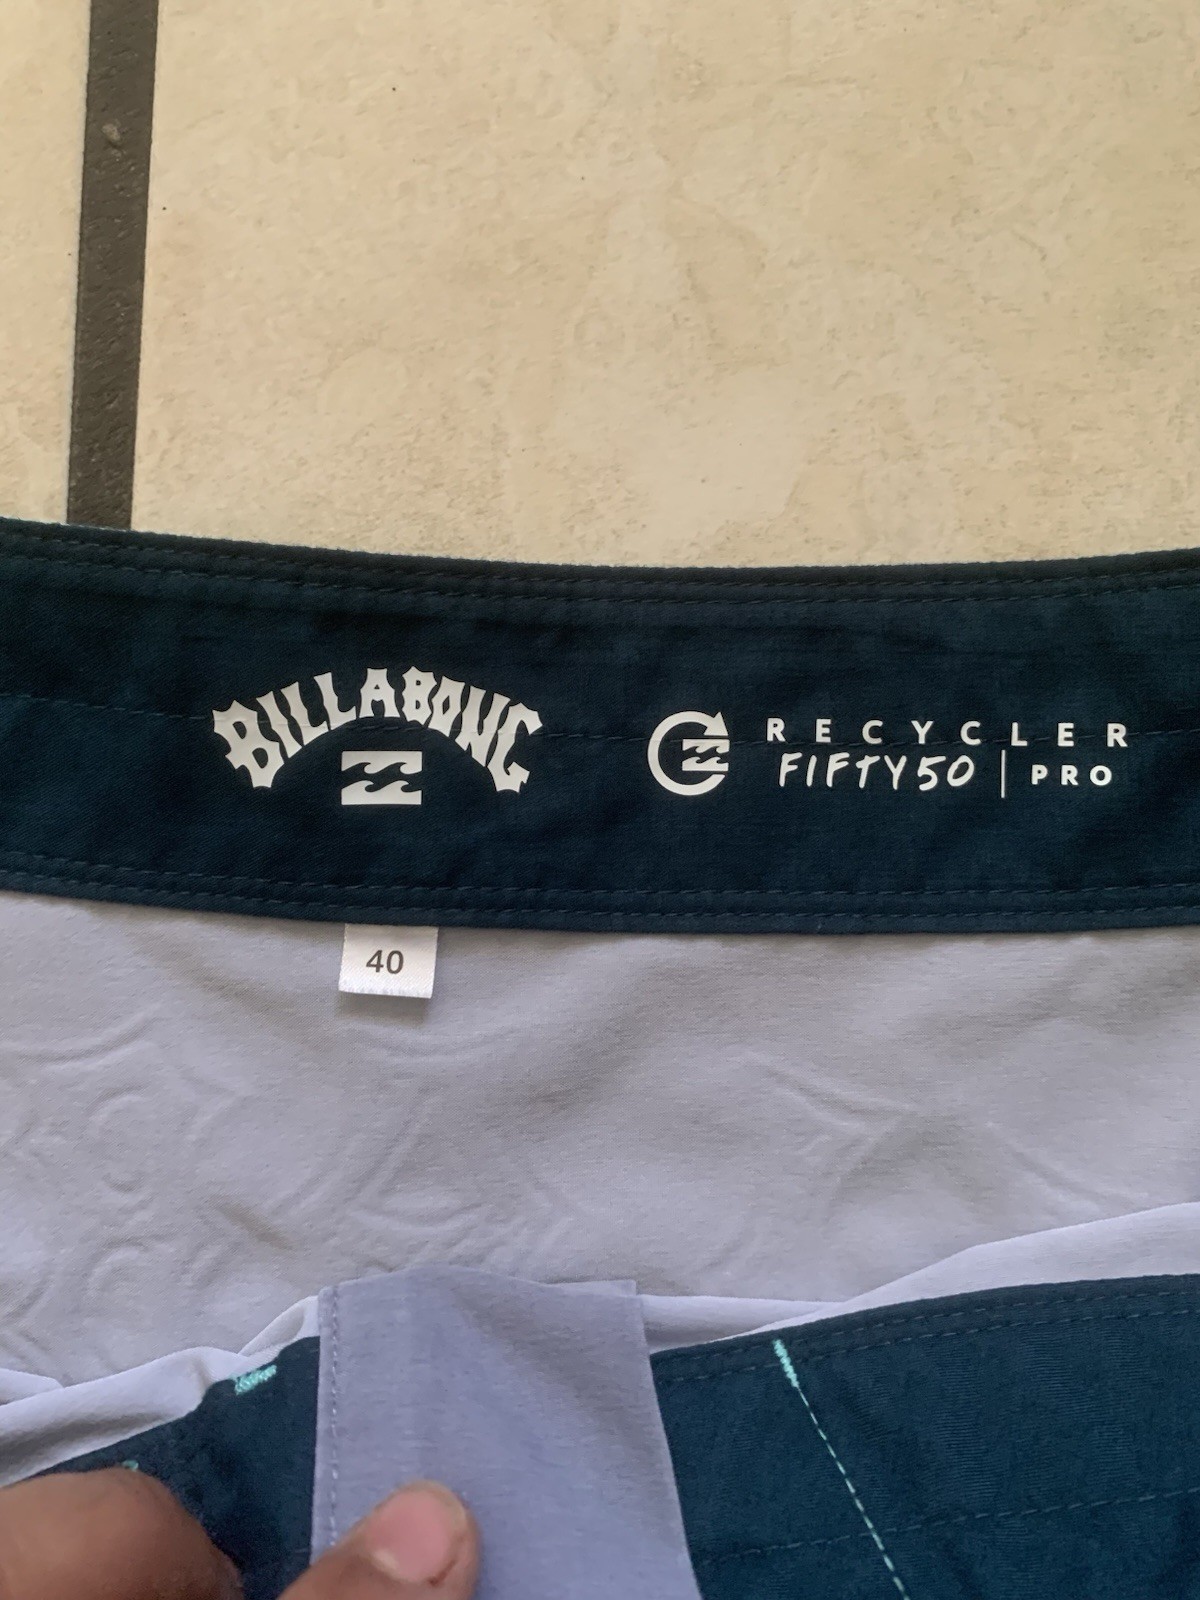 BILLABONG
RECYCLER
FIFTY50 | PRO
40